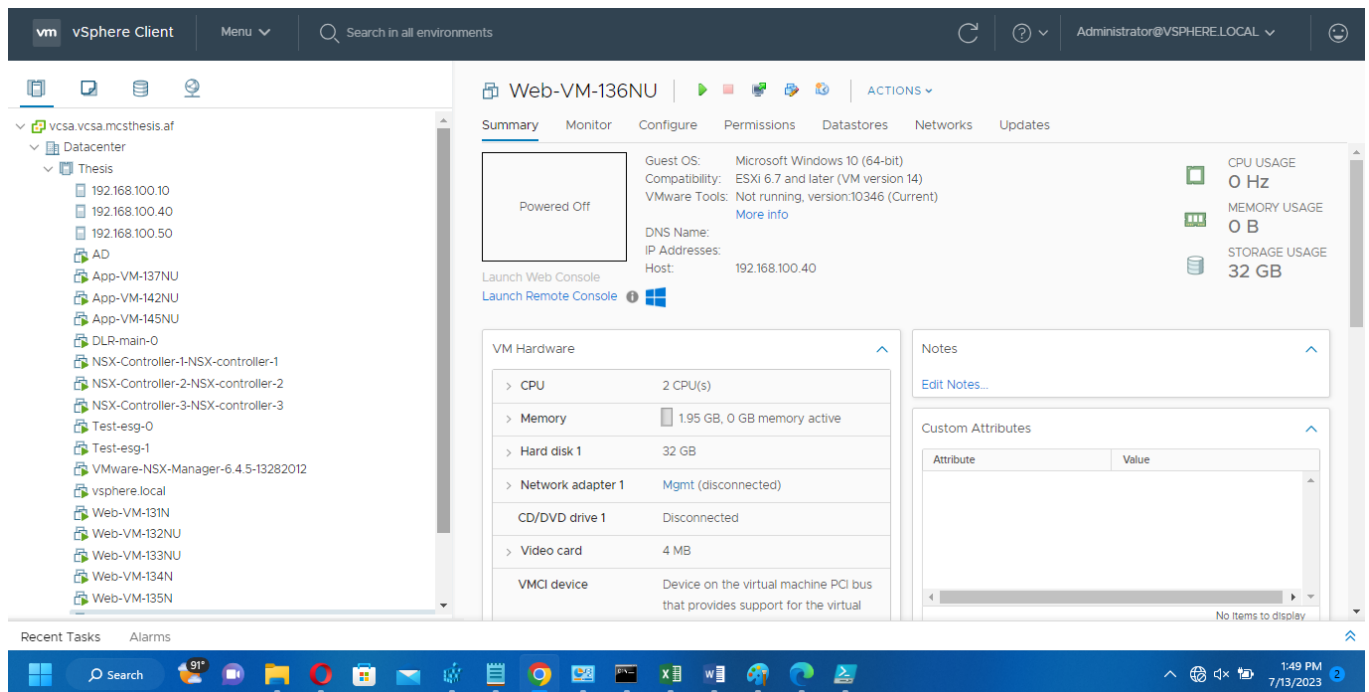 vm vSphere Client Menu Search in all environments Administrator@VSPHERE.LOCAL
vcsa.vcsa.mcsthesis.af
Datacenter
Thesis
192.168.100.10
192.168.100.40
192.168.100.50
AD
App-VM-137NU
App-VM-142NU
App-VM-145NU
DLR-main-0
NSX-Controller-1-NSX-controller-1
NSX-Controller-2-NSX-controller-2
NSX-Controller-3-NSX-controller-3
Test-esg-0
Test-esg-1
VMware-NSX-Manager-6.4.5-13282012
vsphere.local
Web-VM-131N
Web-VM-132NU
Web-VM-133NU
Web-VM-134N
Web-VM-135N
Web-VM-136NU ACTIONS
Summary Monitor Configure Permissions Datastores Networks Updates
Powered Off
Launch Web Console
Launch Remote Console
Guest OS: Microsoft Windows 10 (64-bit)
Compatibility: ESXi 6.7 and later (VM version 14)
VMware Tools: Not running, version:10346 (Current)
More info
DNS Name:
IP Addresses:
Host: 192.168.100.40
CPU USAGE
0 Hz
MEMORY USAGE
0 B
STORAGE USAGE
32 GB
VM Hardware
CPU 2 CPU(s)
Memory 1.95 GB, 0 GB memory active
Hard disk 1 32 GB
Network adapter 1 Mgmt (disconnected)
CD/DVD drive 1 Disconnected
Video card 4 MB
VMCI device Device on the virtual machine PCI bus
that provides support for the virtual
Notes
Edit Notes...
Custom Attributes
Attribute Value
No items to display
Recent Tasks Alarms
91° Search 1:49 PM
7/13/2023 2